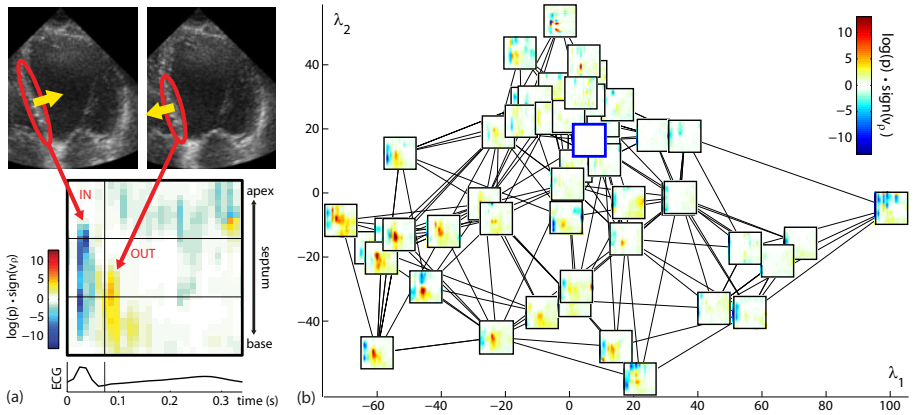 IN
OUT
apex
septum
base
10
5
0
−5
−10
log(p) • sign(vρ)
ECG
0 0.1 0.2 0.3 time (s)
(a)
λ2
40
20
0
−20
−40
−60 −40 −20 0 20 40 60 80 100
λ1
10
5
0
−5
−10
log(p) • sign(vρ)
(b)